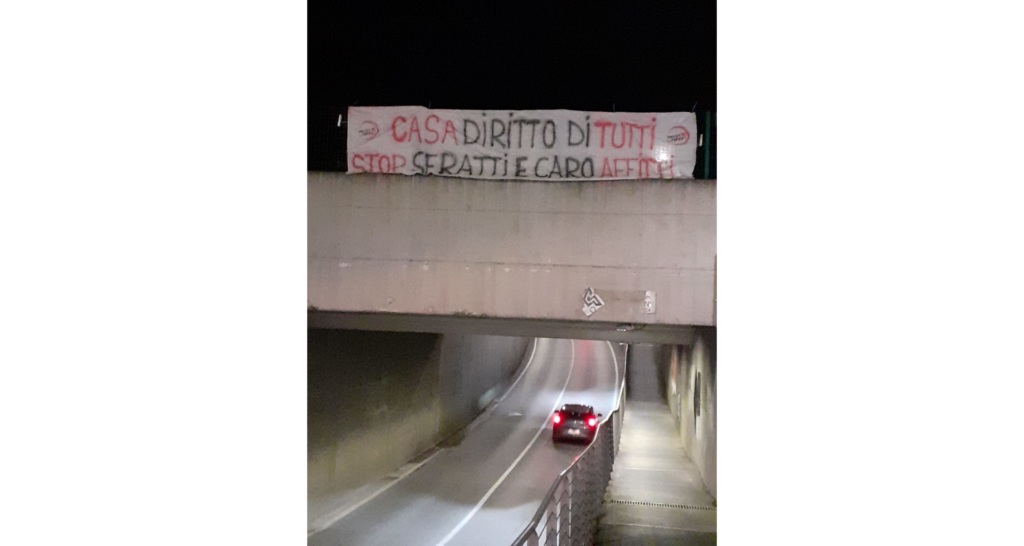 CASA DiRiTTO Di TUTTi
STOP SFRATTi E CARO AFFiTTi